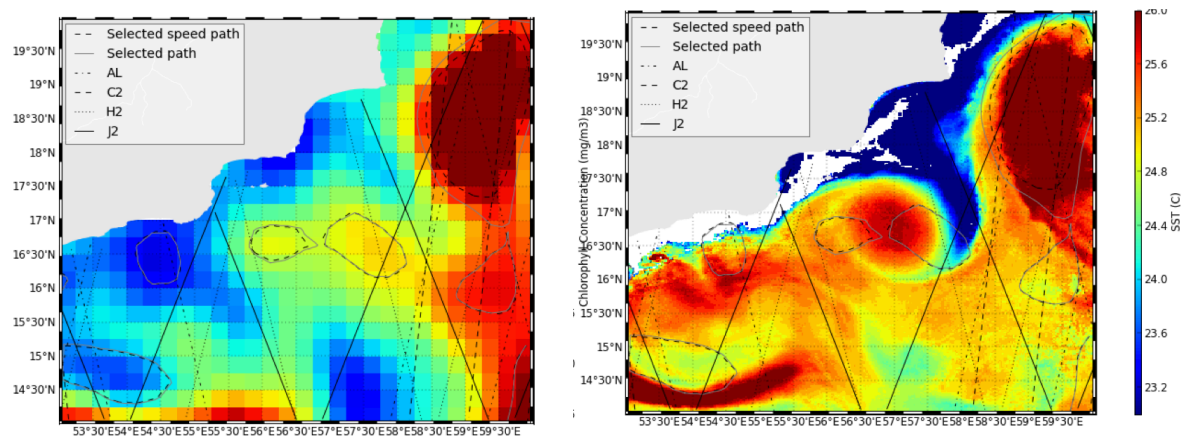 Selected speed path
Selected path
AL
C2
H2
J2
19°30'N
19°N
18°30'N
18°N
17°30'N
17°N
16°30'N
16°N
15°30'N
15°N
14°30'N
53°30'E54°E54°30'E55°E55°30'E56°E56°30'E57°E57°30'E58°E58°30'E59°E59°30'E
Chlorophyl Concentration (mg/m3)
Selected speed path
Selected path
AL
C2
H2
J2
19°30'N
19°N
18°30'N
18°N
17°30'N
17°N
16°30'N
16°N
15°30'N
15°N
14°30'N
53°30'E54°E54°30'E55°E55°30'E56°E56°30'E57°E57°30'E58°E58°30'E59°E59°30'E
26.0
25.6
25.2
24.8
24.4
24.0
23.6
23.2
SST (C)